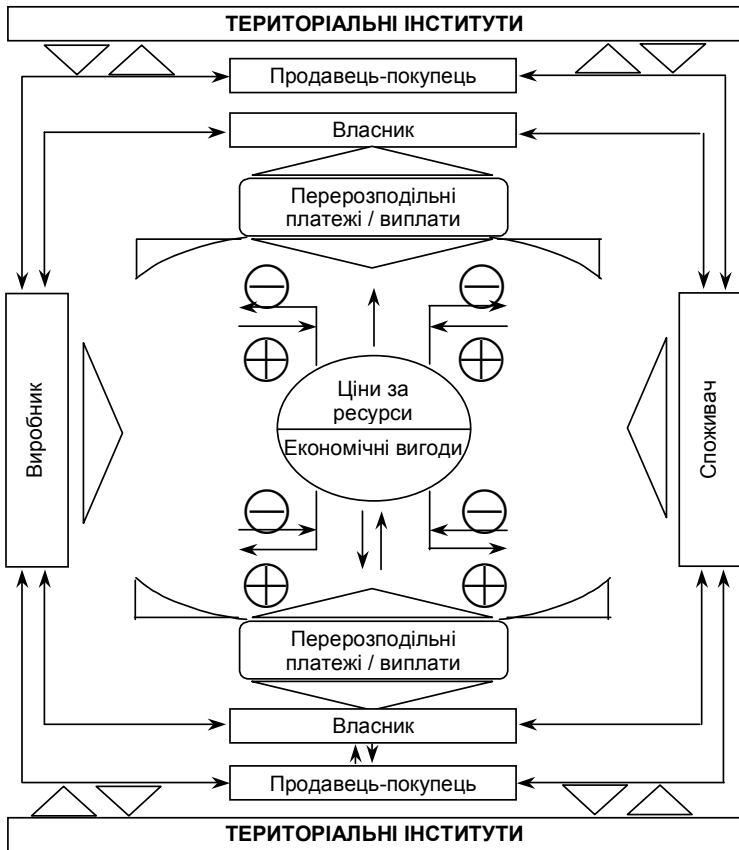 ТЕРИТОРІАЛЬНІ ІНСТИТУТИ
Продавець-покупець
Власник
Перерозподільні
платежі / виплати
Виробник
Ціни за
ресурси
Економічні вигоди
Споживач
Перерозподільні
платежі / виплати
Власник
Продавець-покупець
ТЕРИТОРІАЛЬНІ ІНСТИТУТИ